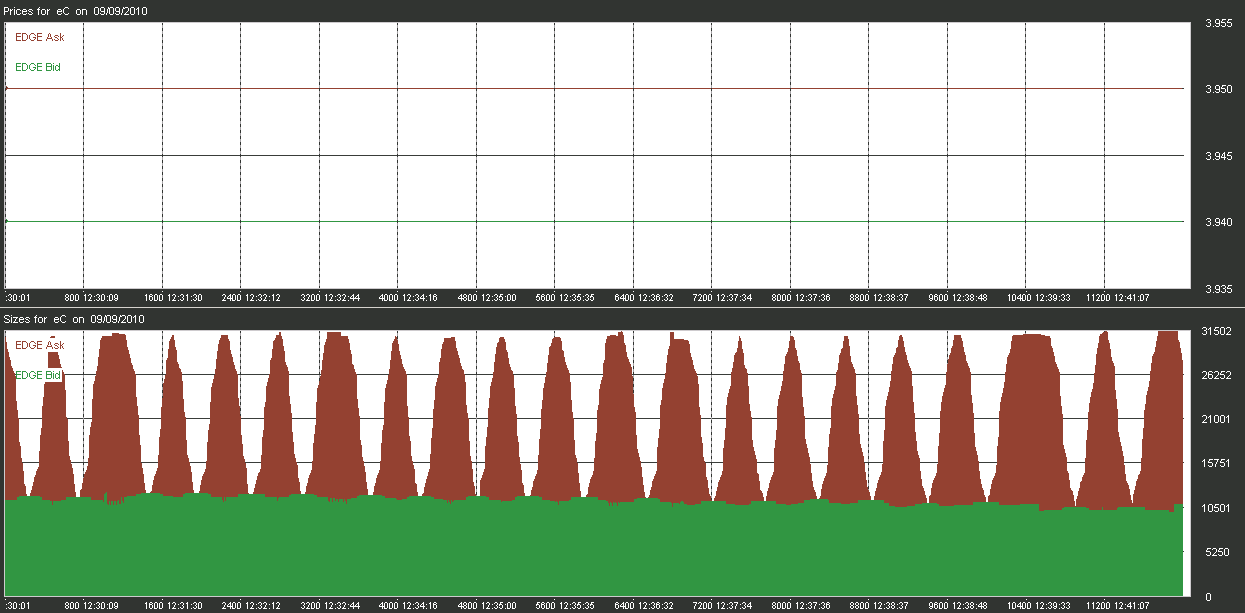 Prices for eC on 09/09/2010
EDGE Ask
EDGE Bid
3.955
3.950
3.945
3.940
3.935
:30:01 800 12:30:09 1600 12:31:30 2400 12:32:12 3200 12:32:44 4000 12:34:16 4800 12:35:00 5600 12:35:35 6400 12:36:32 7200 12:37:34 8000 12:37:36 8800 12:38:37 9600 12:38:48 10400 12:39:33 11200 12:41:07
Sizes for eC on 09/09/2010
EDGE Ask
EDGE Bid
31502
26252
21001
15751
10501
5250
0
:30:01 800 12:30:09 1600 12:31:30 2400 12:32:12 3200 12:32:44 4000 12:34:16 4800 12:35:00 5600 12:35:35 6400 12:36:32 7200 12:37:34 8000 12:37:36 8800 12:38:37 9600 12:38:48 10400 12:39:33 11200 12:41:07